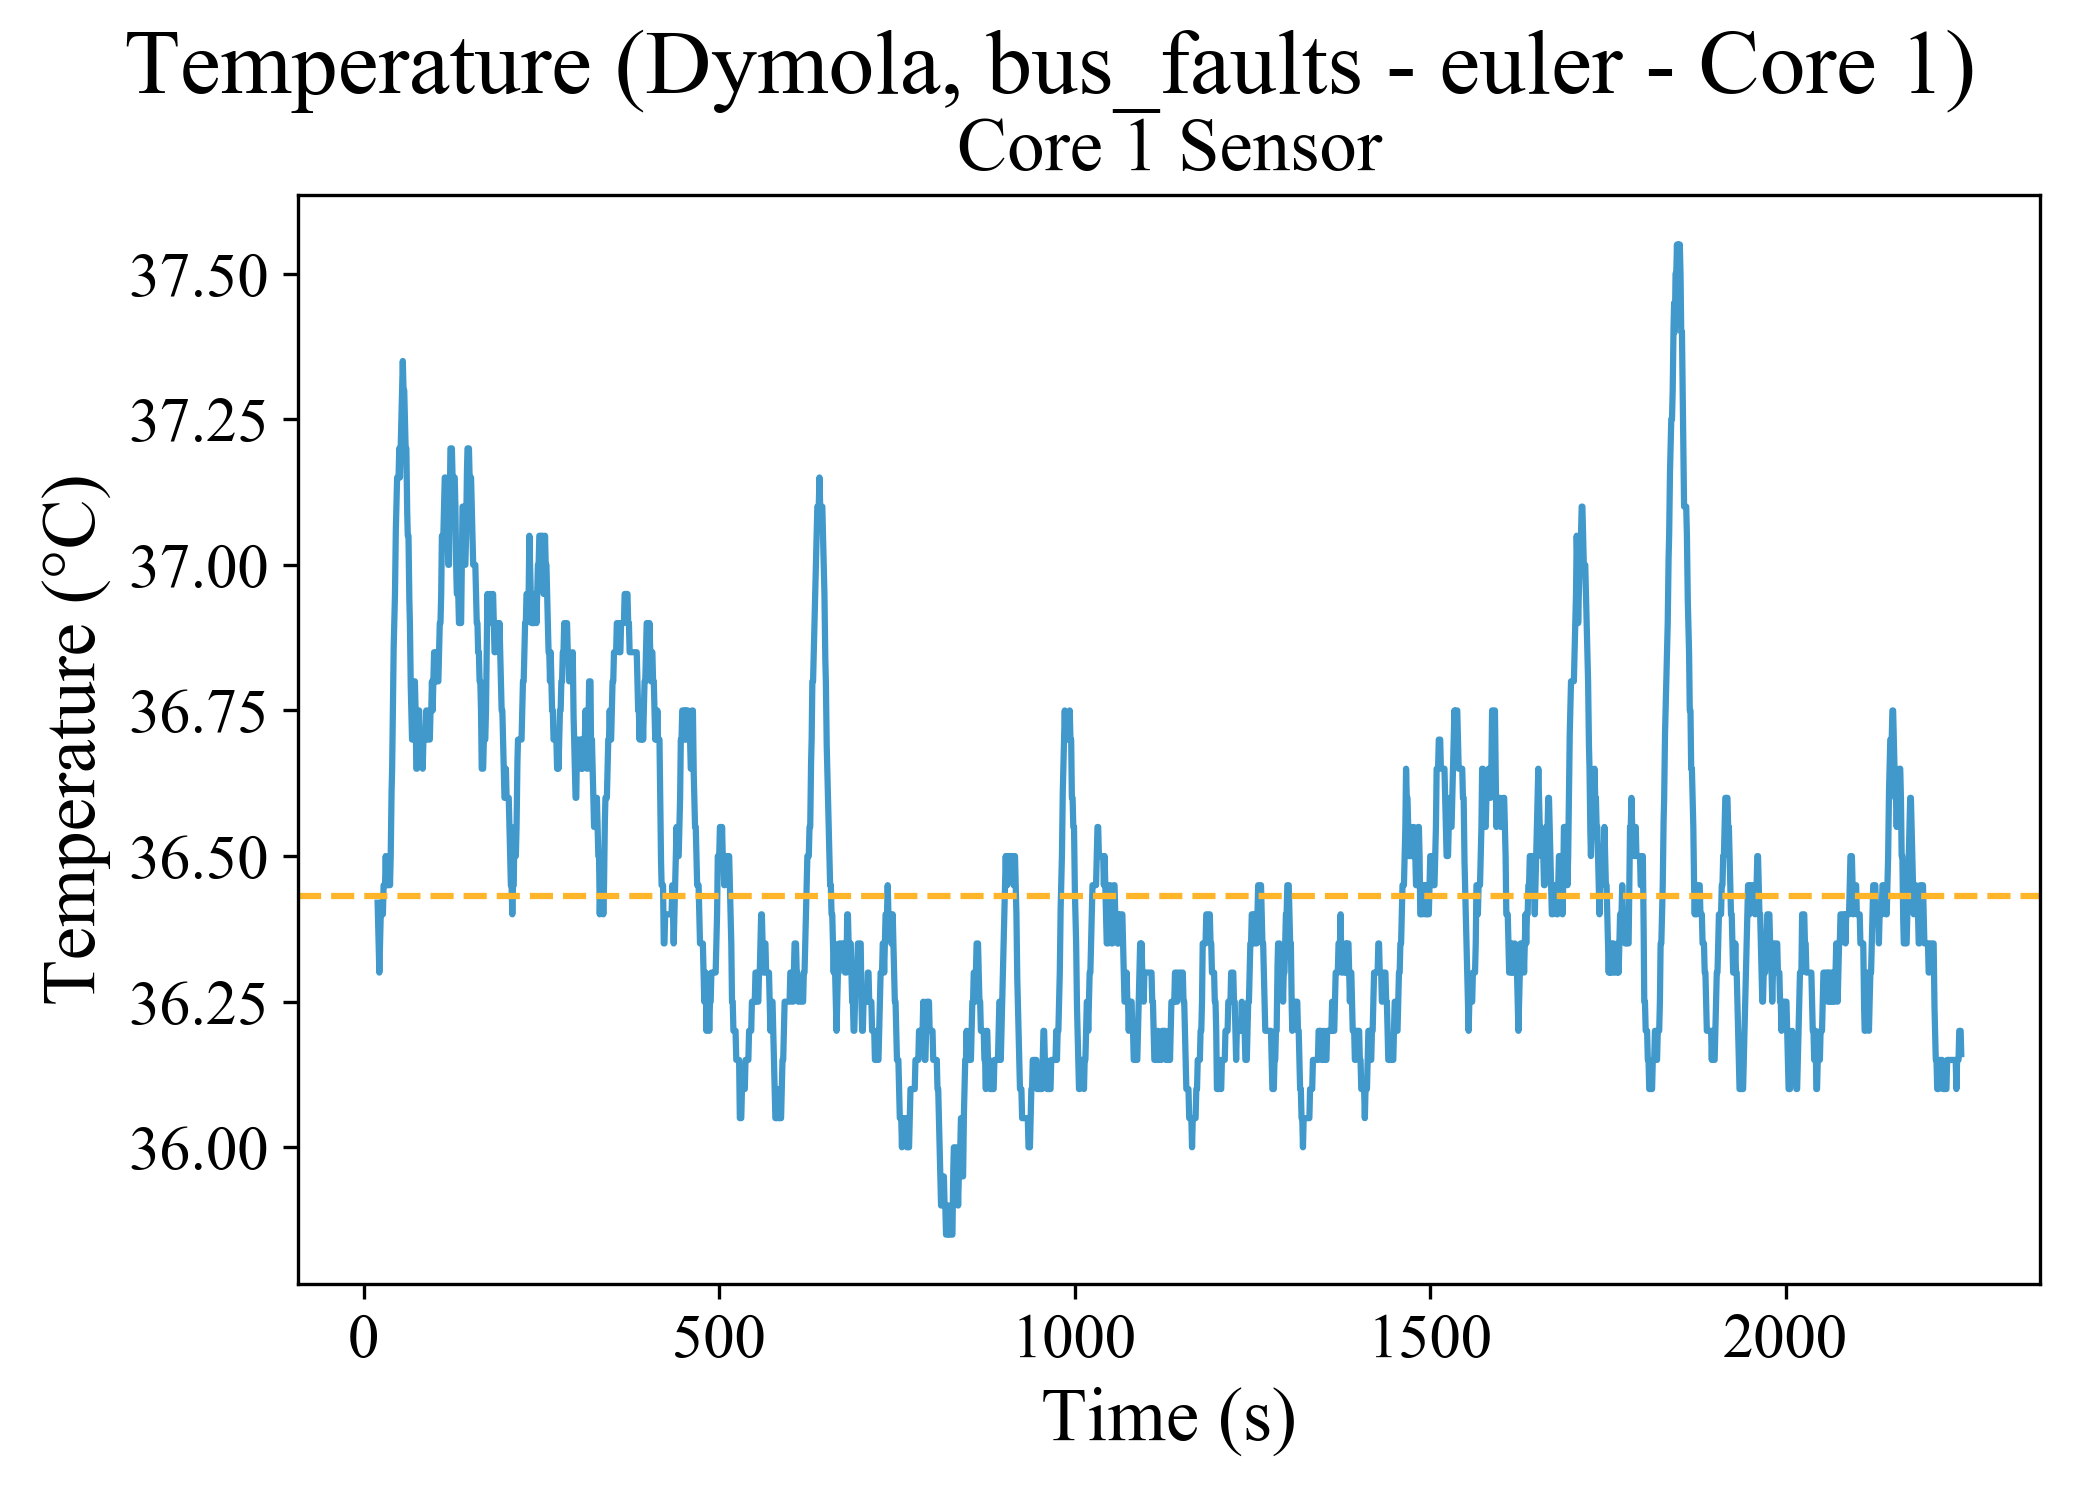 Temperature (Dymola, bus_faults - euler - Core 1)
Core 1 Sensor
37.50
37.25
37.00
36.75
36.50
36.25
36.00
Temperature (°C)
0 500 1000 1500 2000
Time (s)